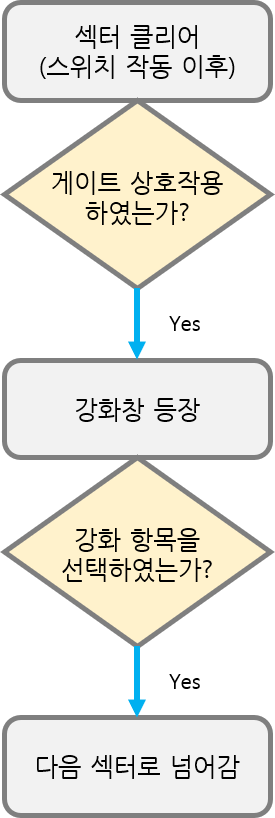 섹터 클리어
(스위치 작동 이후)
게이트 상호작용
하였는가?
Yes
강화창 등장
강화 항목을
선택하였는가?
Yes
다음 섹터로 넘어감